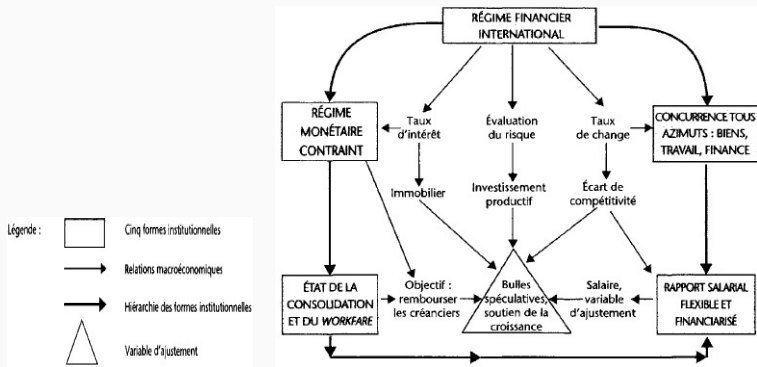 RÉGIME FINANCIER
INTERNATIONAL
RÉGIME
MONÉTAIRE
CONTRAINT
Taux
d'intérêt
Évaluation
du risque
Taux
de change
CONCURRENCE TOUS
AZIMUTS : BIENS,
TRAVAIL, FINANCE
Immobilier
Investissement
productif
Écart de
compétitivité
Légende :
Cinq formes institutionnelles
Relations macroéconomiques
Hiérarchie des formes institutionnelles
Variable d'ajustement
ÉTAT DE LA
CONSOLIDATION
ET DU WORKFARE
Objectif :
rembourser
les créanciers
Bulles
spéculatives,
soutien de la
croissance
Salaire,
variable
d'ajustement
RAPPORT SALARIAL
FLEXIBLE ET
FINANCIARISÉ